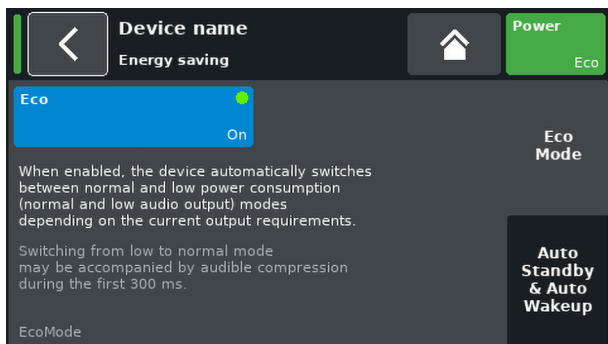 Device name
Energy saving
Power
Eco
Eco
On
Eco
Mode
When enabled, the device automatically switches
between normal and low power consumption
(normal and low audio output) modes
depending on the current output requirements.
Switching from low to normal mode
may be accompanied by audible compression
during the first 300 ms.
Auto
Standby
& Auto
Wakeup
EcoMode